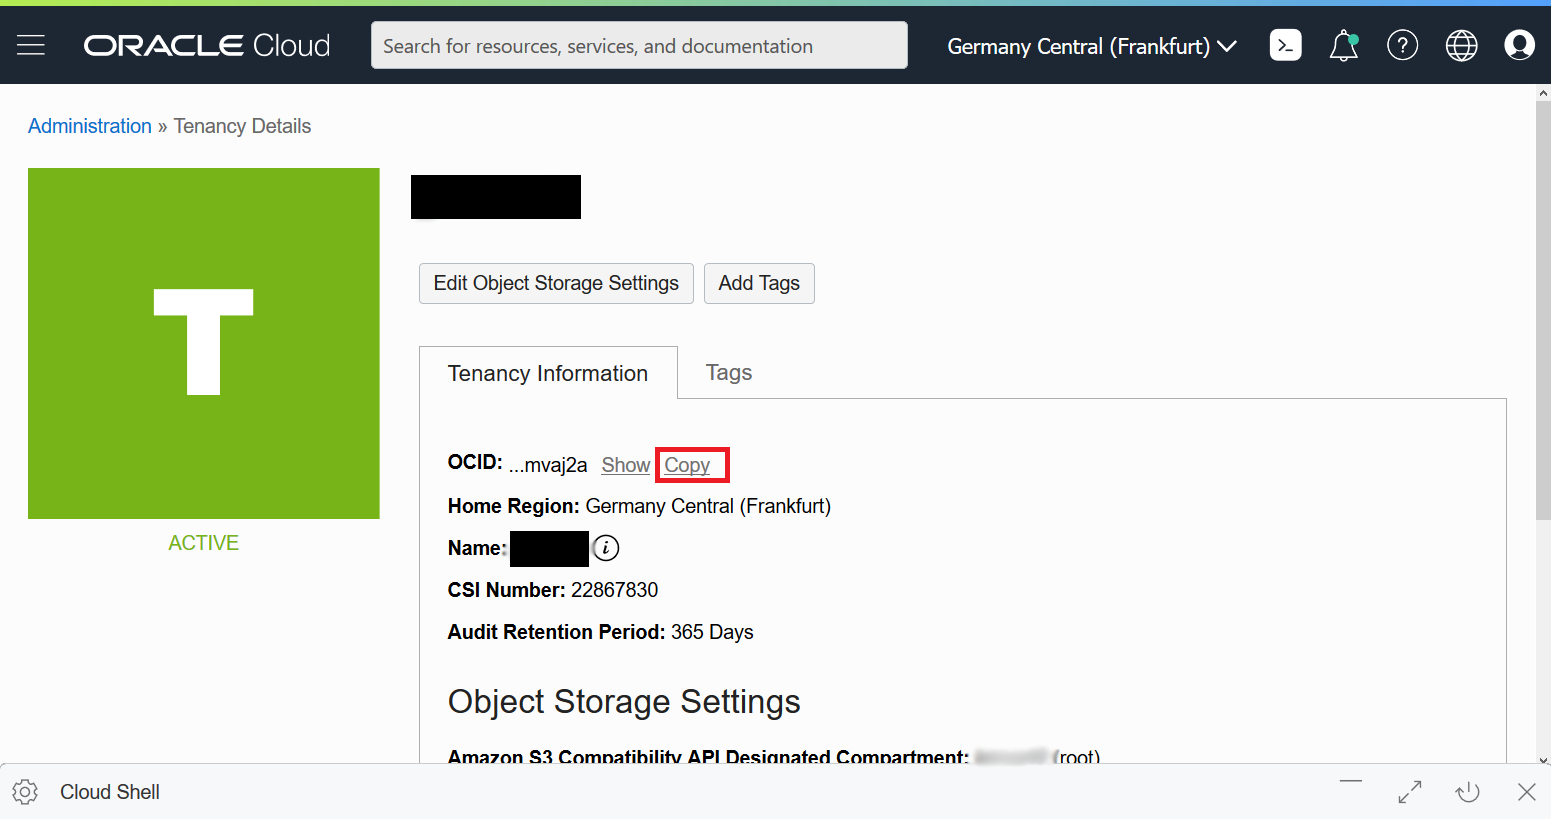 ORACLE Cloud
Search for resources, services, and documentation
Germany Central (Frankfurt)
Administration » Tenancy Details
T
ACTIVE
Edit Object Storage Settings
Add Tags
Tenancy Information
Tags
OCID: ...mvaj2a Show Copy
Home Region: Germany Central (Frankfurt)
Name:
CSI Number: 22867830
Audit Retention Period: 365 Days
Object Storage Settings
Amazon S3 Compatibility API Designated Compartment: (root)
Cloud Shell